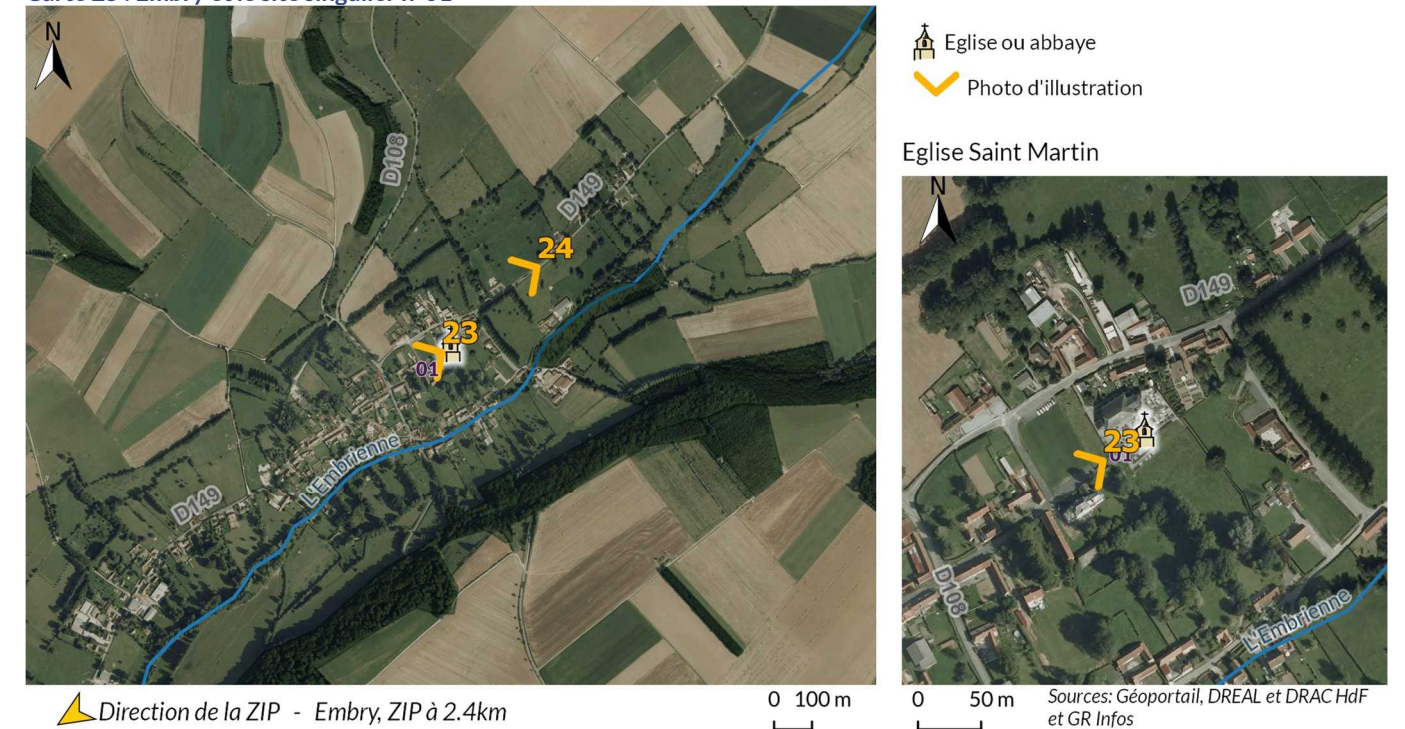 N
D108
D149
24
23
01
L'Embrienne
D149
Direction de la ZIP - Embry, ZIP à 2.4km
0 100 m
Eglise ou abbaye
Photo d'illustration
Eglise Saint Martin
N
D149
23
01
D108
L'Embrienne
0 50 m
Sources: Géoportail, DREAL et DRAC HdF
et GR Infos